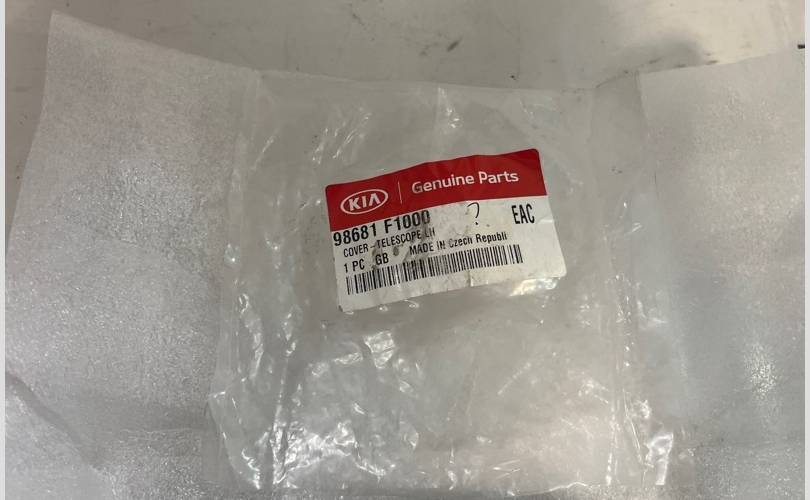 KIA Genuine Parts
98681 F1000 ? EAC
COVER-TELESCOPE LH
1 PC GB MADE IN Czech Republi